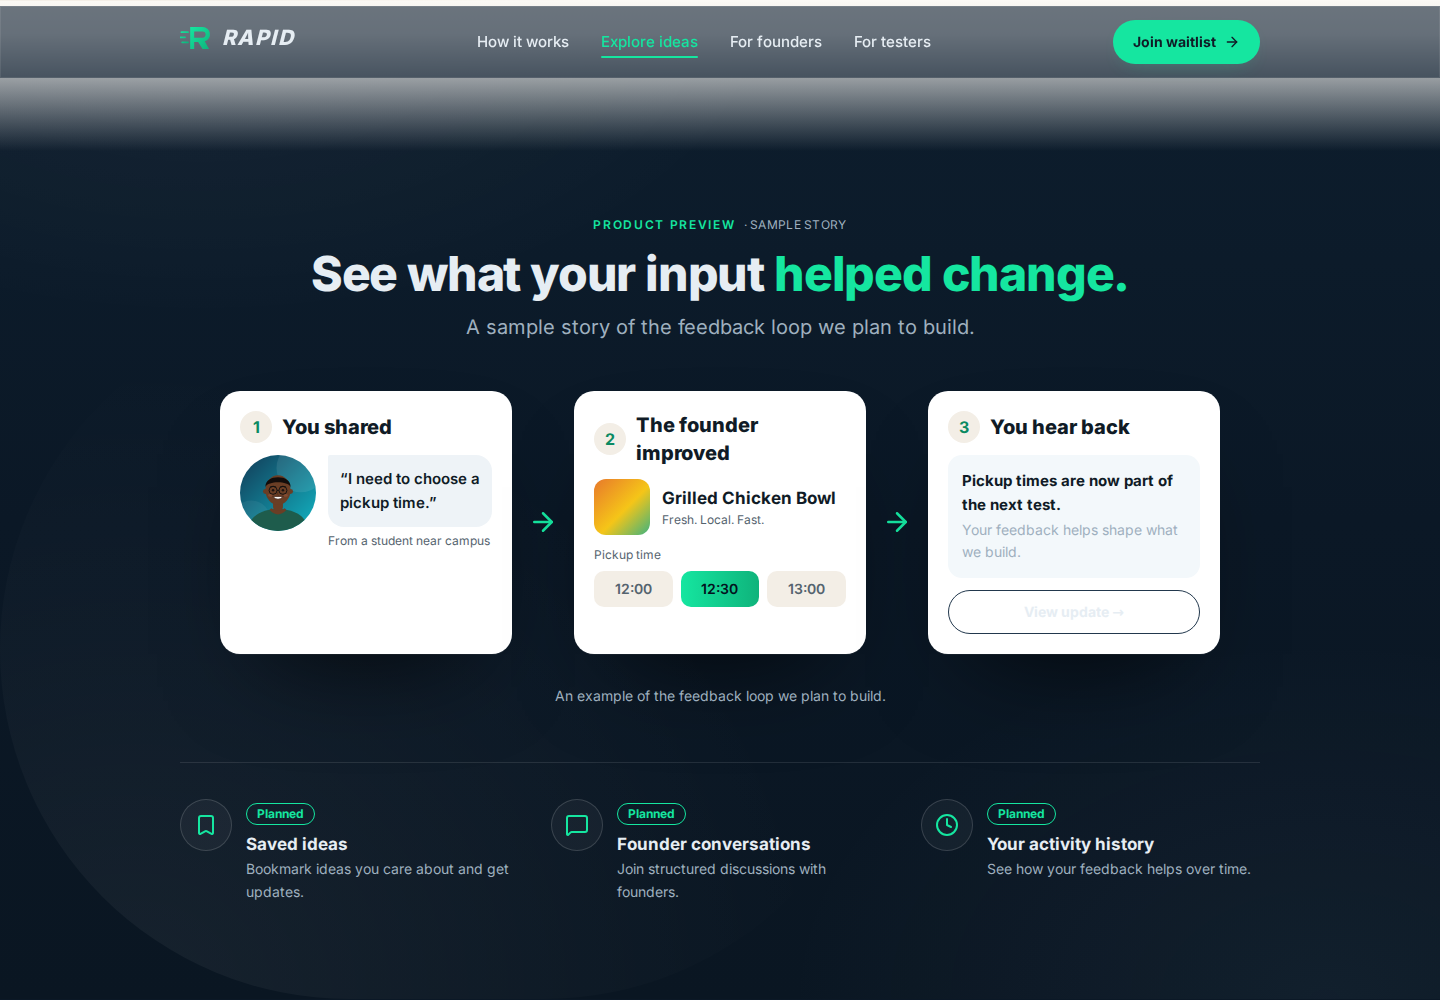 RAPID
How it works
Explore ideas
For founders
For testers
Join waitlist →
PRODUCT PREVIEW · SAMPLE STORY
See what your input helped change.
A sample story of the feedback loop we plan to build.
1 You shared
“I need to choose a
pickup time.”
From a student near campus
2 The founder
improved
Grilled Chicken Bowl
Fresh. Local. Fast.
Pickup time
12:00
12:30
13:00
3 You hear back
Pickup times are now part of
the next test.
Your feedback helps shape what
we build.
View update →
An example of the feedback loop we plan to build.
Planned
Saved ideas
Bookmark ideas you care about and get
updates.
Planned
Founder conversations
Join structured discussions with
founders.
Planned
Your activity history
See how your feedback helps over time.